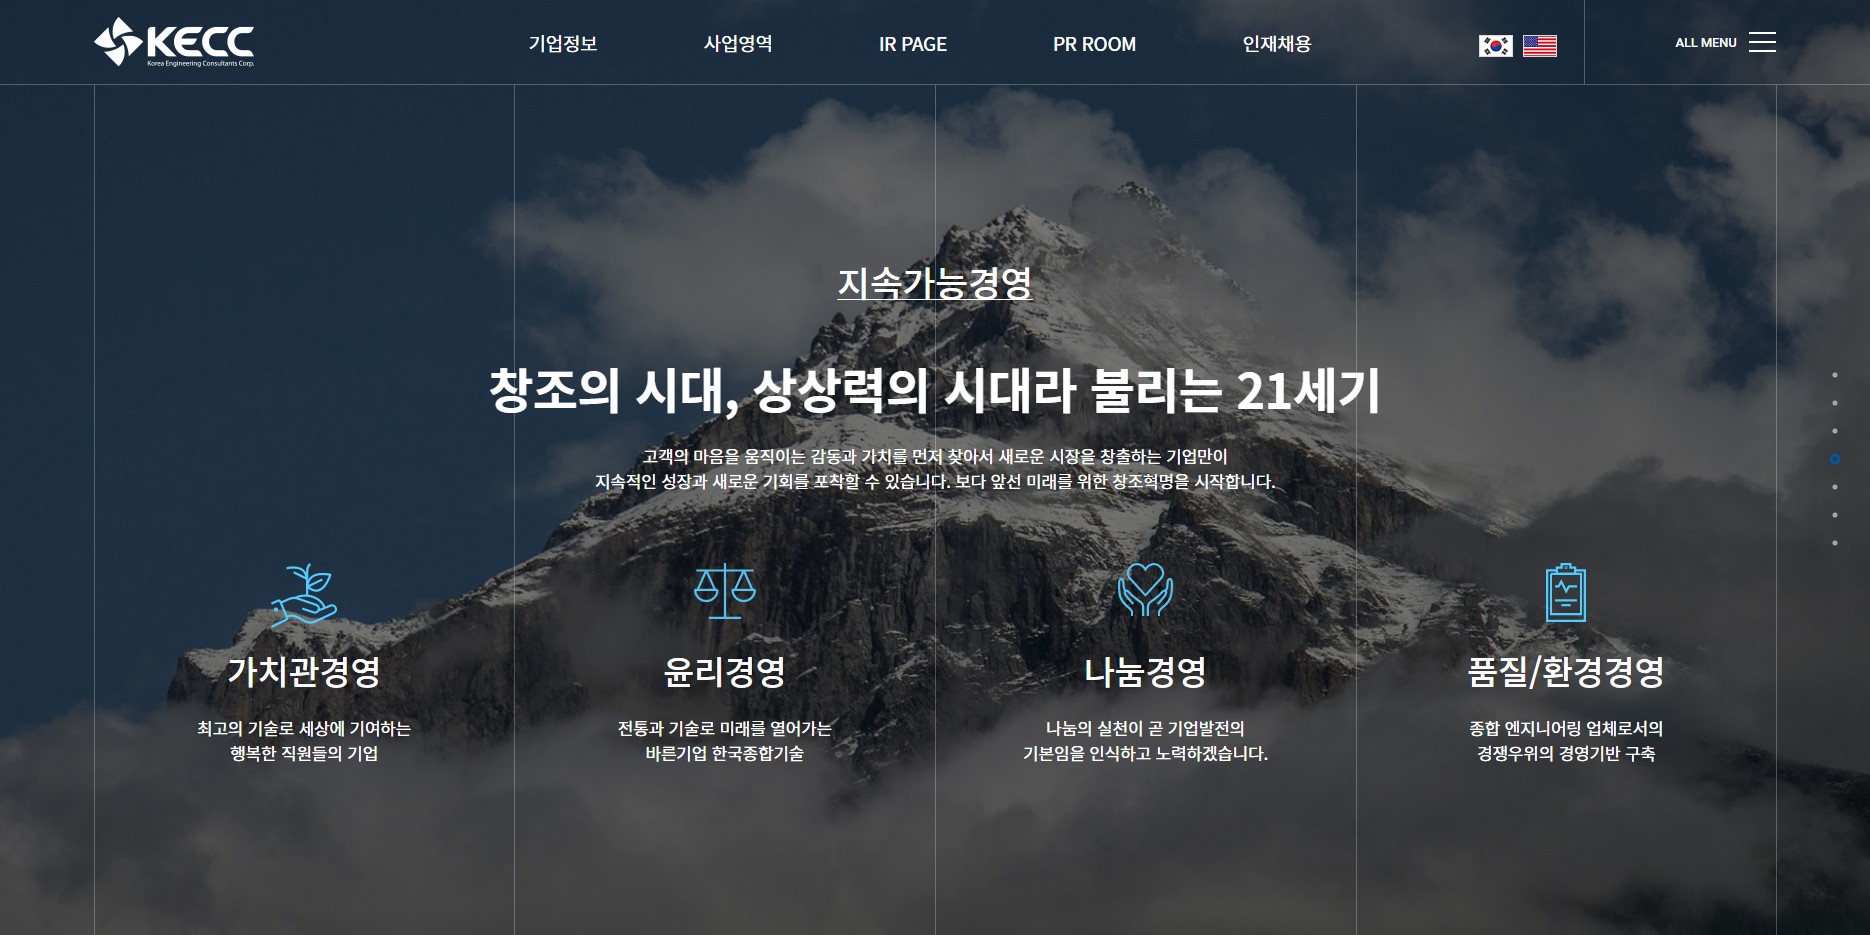 KECC
Korea Engineering Consultants Corp.
기업정보
사업영역
IR PAGE
PR ROOM
인재채용
ALL MENU
지속가능경영
창조의 시대, 상상력의 시대라 불리는 21세기
고객의 마음을 움직이는 감동과 가치를 먼저 찾아서 새로운 시장을 창출하는 기업만이
지속적인 성장과 새로운 기회를 포착할 수 있습니다. 보다 앞선 미래를 위한 창조혁명을 시작합니다.
가치관경영
최고의 기술로 세상에 기여하는
행복한 직원들의 기업
윤리경영
전통과 기술로 미래를 열어가는
바른기업 한국종합기술
나눔경영
나눔의 실천이 곧 기업발전의
기본임을 인식하고 노력하겠습니다.
품질/환경경영
종합 엔지니어링 업체로서의
경쟁우위의 경영기반 구축